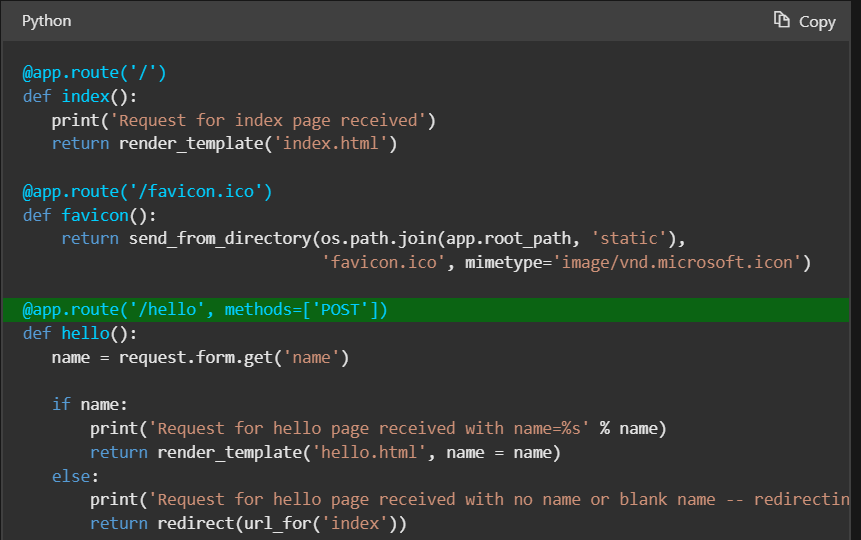 Python
Copy
@app.route('/')
def index():
   print('Request for index page received')
   return render_template('index.html')
@app.route('/favicon.ico')
def favicon():
    return send_from_directory(os.path.join(app.root_path, 'static'),
                               'favicon.ico', mimetype='image/vnd.microsoft.icon')
@app.route('/hello', methods=['POST'])
def hello():
   name = request.form.get('name')
   if name:
       print('Request for hello page received with name=%s' % name)
       return render_template('hello.html', name = name)
   else:
       print('Request for hello page received with no name or blank name -- redirectin
       return redirect(url_for('index'))